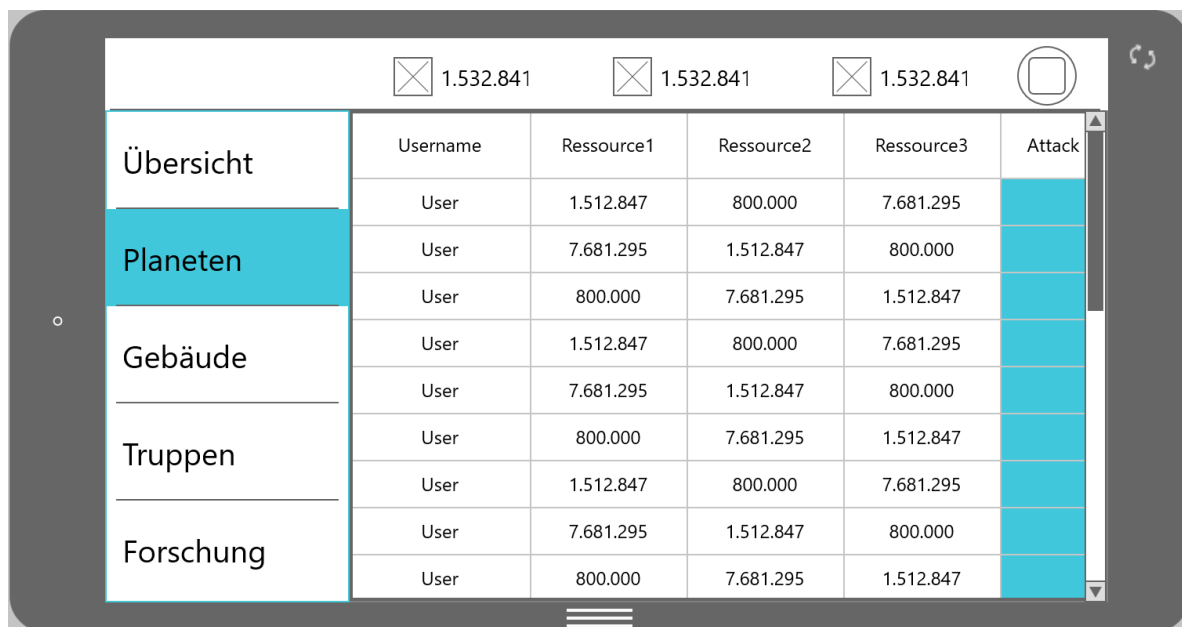 1.532.841 1.532.841 1.532.841
Übersicht
Planeten
Gebäude
Truppen
Forschung
Username Ressource1 Ressource2 Ressource3 Attack
User 1.512.847 800.000 7.681.295
User 7.681.295 1.512.847 800.000
User 800.000 7.681.295 1.512.847
User 1.512.847 800.000 7.681.295
User 7.681.295 1.512.847 800.000
User 800.000 7.681.295 1.512.847
User 1.512.847 800.000 7.681.295
User 7.681.295 1.512.847 800.000
User 800.000 7.681.295 1.512.847